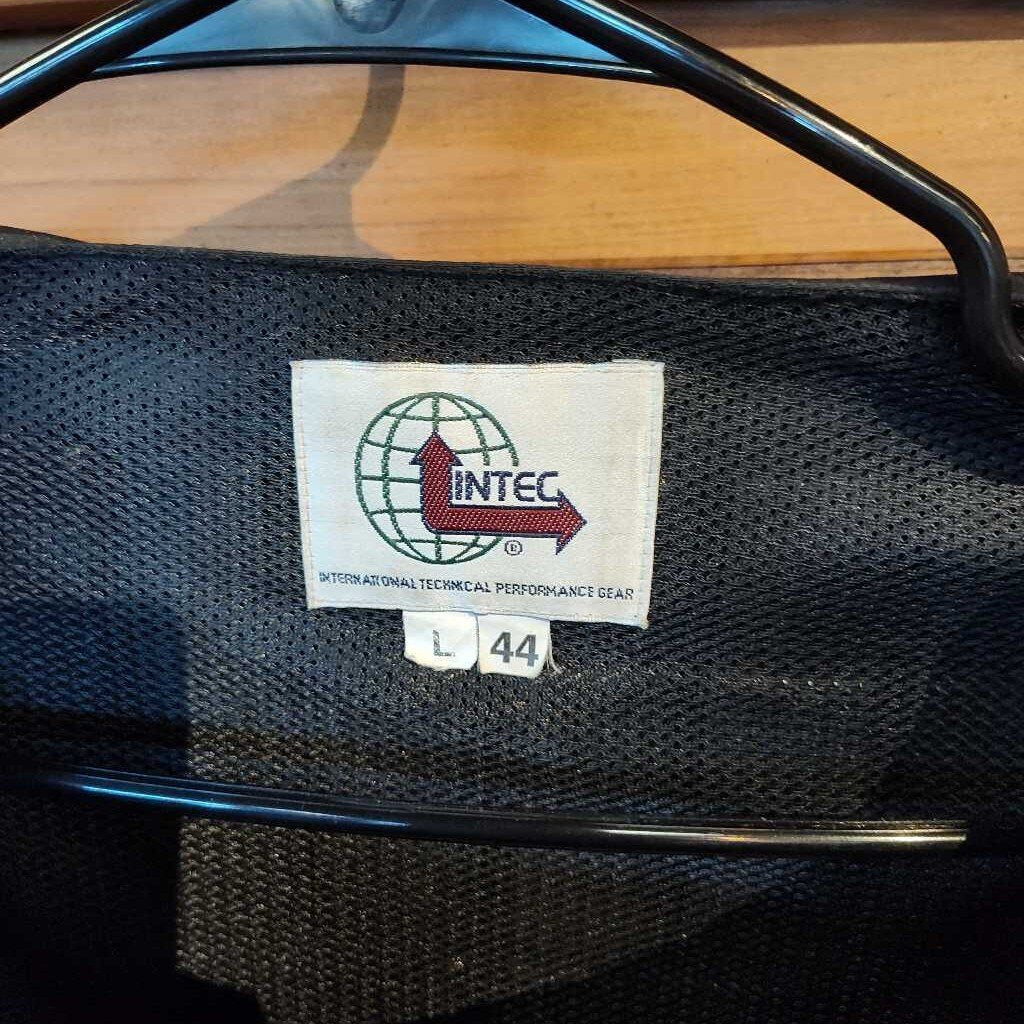 INTEC
®
INTERNATIONAL TECHNICAL PERFORMANCE GEAR
L 44